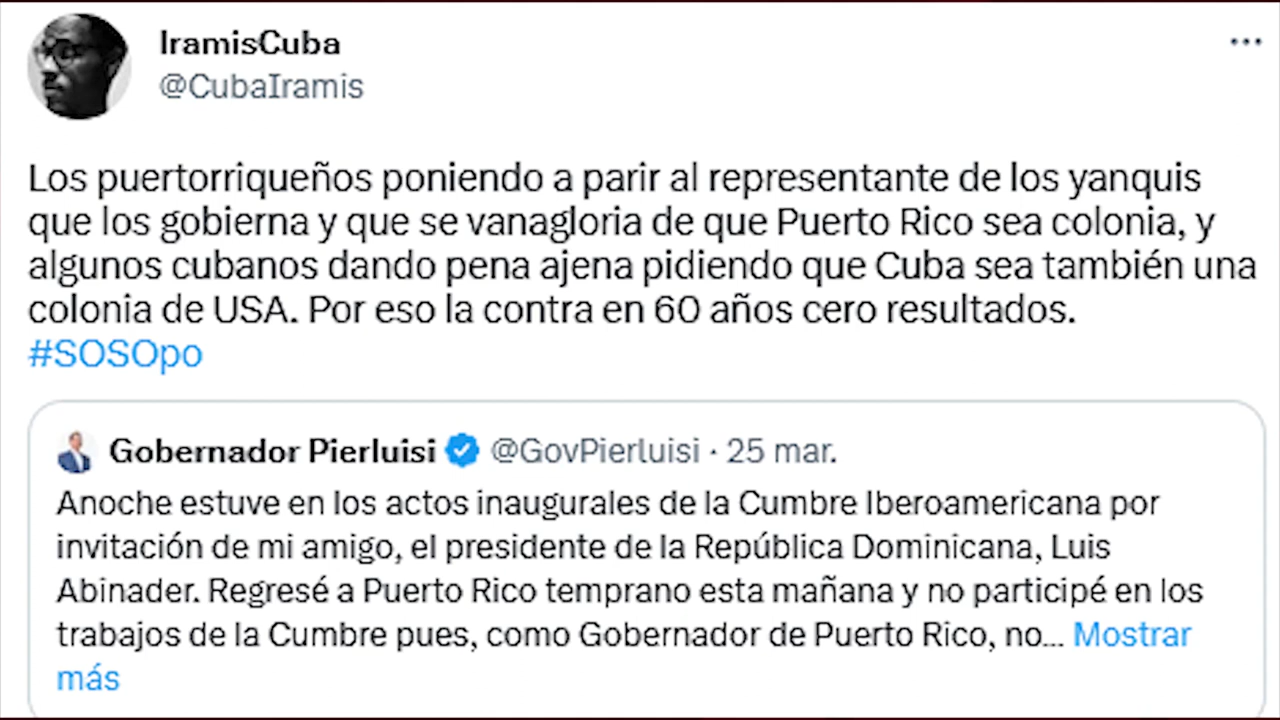 IramisCuba
@CubaIramis
Los puertorriqueños poniendo a parir al representante de los yanquis
que los gobierna y que se vanagloria de que Puerto Rico sea colonia, y
algunos cubanos dando pena ajena pidiendo que Cuba sea también una
colonia de USA. Por eso la contra en 60 años cero resultados.
#SOSOpo
Gobernador Pierluisi @GovPierluisi · 25 mar.
Anoche estuve en los actos inaugurales de la Cumbre Iberoamericana por
invitación de mi amigo, el presidente de la República Dominicana, Luis
Abinader. Regresé a Puerto Rico temprano esta mañana y no participé en los
trabajos de la Cumbre pues, como Gobernador de Puerto Rico, no... Mostrar
más